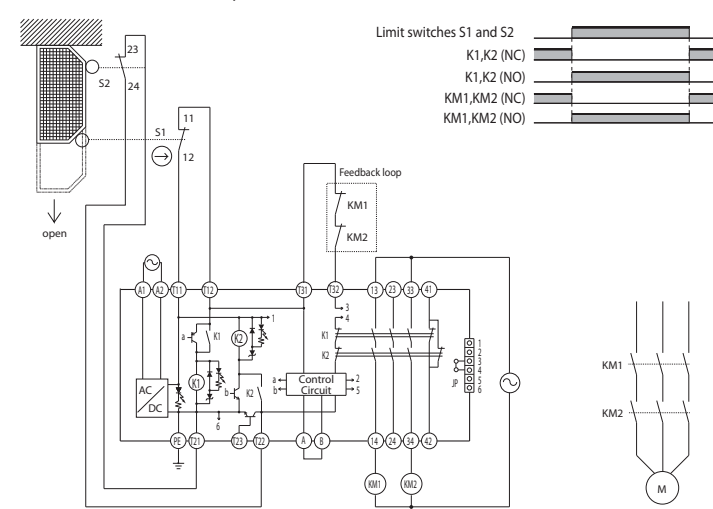 Limit switches S1 and S2
K1,K2 (NC)
K1,K2 (NO)
KM1,KM2 (NC)
KM1,KM2 (NO)
23
S2
24
11
S1
12
open
Feedback loop
KM1
KM2
A1 A2 T11 T12 T31 T32 13 23 33 41
1
3
4
a K1 K2
K1
K2
K1
b K2
AC
DC
a Control 2
b Circuit 5
6
JP
1
2
3
4
5
6
PE T21 T23 T22 A B 14 24 34 42
KM1 KM2
KM1
KM2
M